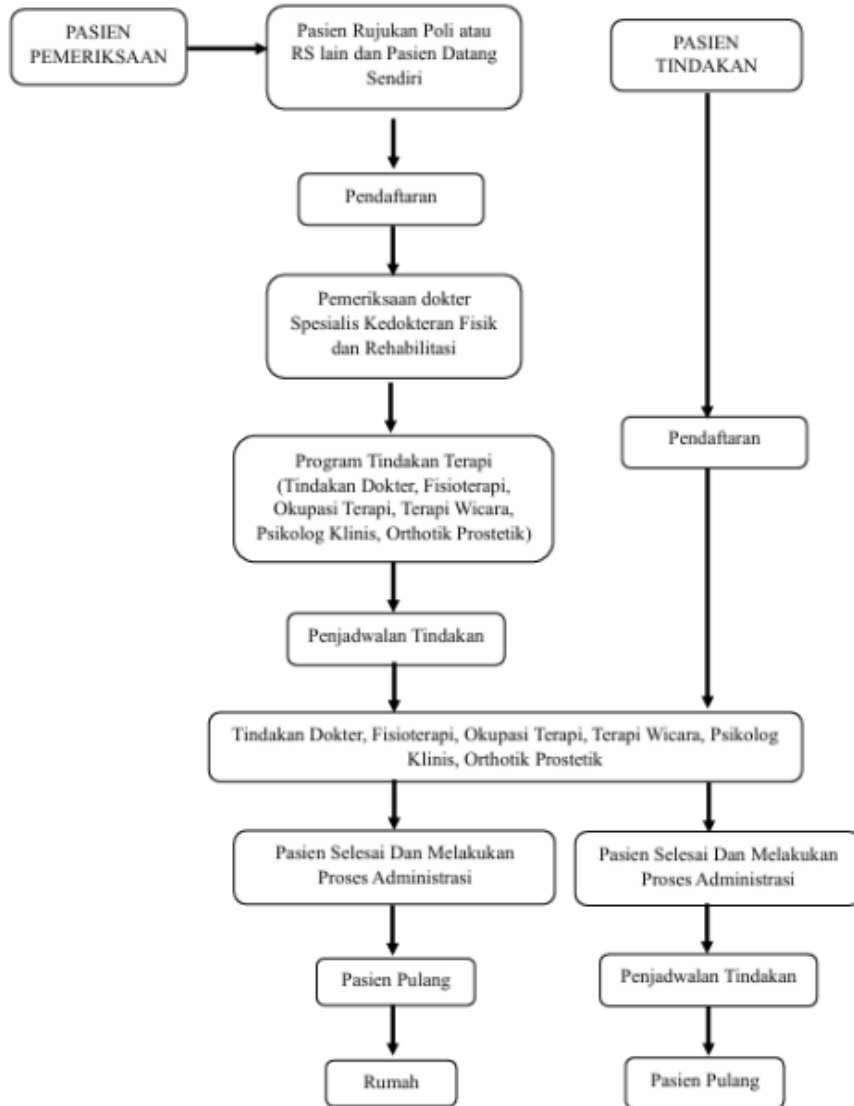 PASIEN
PEMERIKSAAN
Pasien Rujukan Poli atau
RS lain dan Pasien Datang
Sendiri
Pendaftaran
Pemeriksaan dokter
Spesialis Kedokteran Fisik
dan Rehabilitasi
Program Tindakan Terapi
(Tindakan Dokter, Fisioterapi,
Okupasi Terapi, Terapi Wicara,
Psikolog Klinis, Orthotik Prostetik)
Penjadwalan Tindakan
PASIEN
TINDAKAN
Pendaftaran
Tindakan Dokter, Fisioterapi, Okupasi Terapi, Terapi Wicara, Psikolog
Klinis, Orthotik Prostetik
Pasien Selesai Dan Melakukan
Proses Administrasi
Pasien Pulang
Rumah
Pasien Selesai Dan Melakukan
Proses Administrasi
Penjadwalan Tindakan
Pasien Pulang